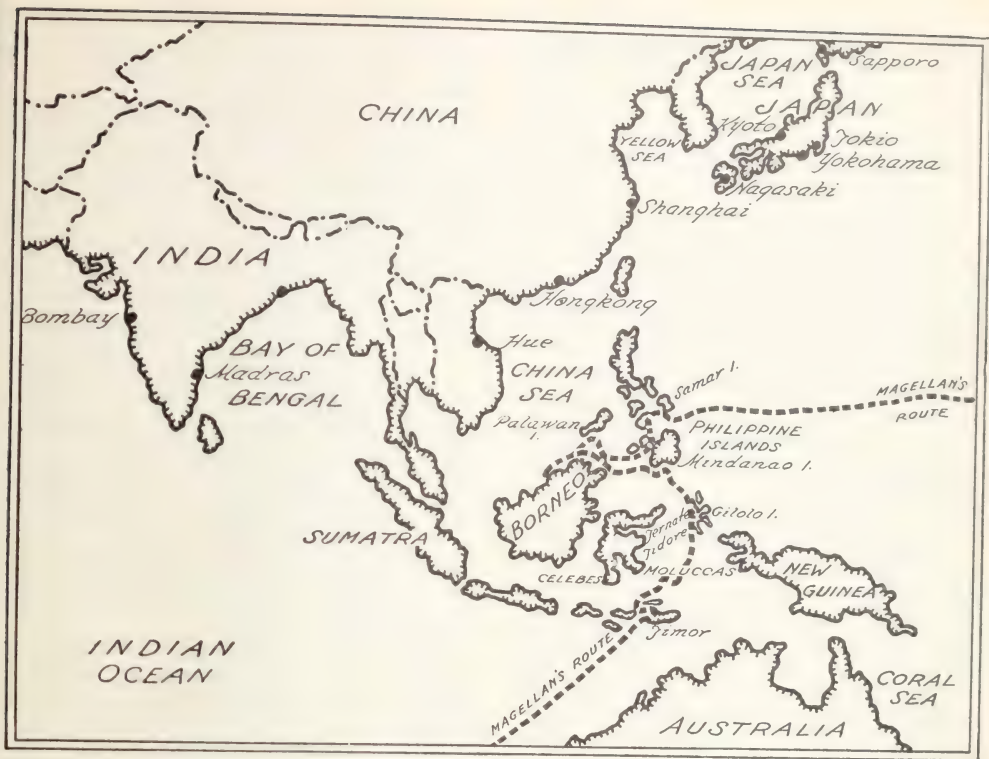 JAPAN
SEA
Sapporo
CHINA
JAPAN
Kyoto
Tokio
YELLOW
SEA
Yokohama
Nagasaki
Shanghai
INDIA
Hongkong
Bombay
BAY OF
Madras
BENGAL
Hue
CHINA
SEA
Samar I.
MAGELLAN'S
ROUTE
Palawan
I.
PHILIPPINE
ISLANDS
Mindanao I.
BORNEO
Gilolo I.
SUMATRA
Ternate
Tidore
CELEBES
MOLUCCAS
NEW
GUINEA
Timor
INDIAN
OCEAN
MAGELLAN'S ROUTE
CORAL
SEA
AUSTRALIA